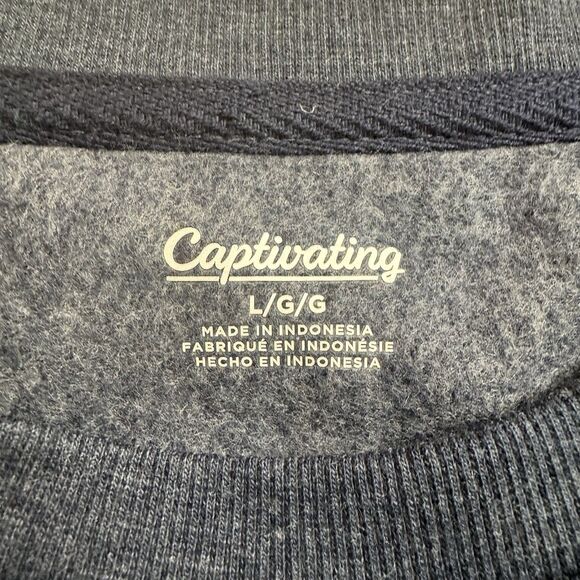 Captivating
L/G/G
MADE IN INDONESIA
FABRIQUÉ EN INDONÉSIE
HECHO EN INDONESIA